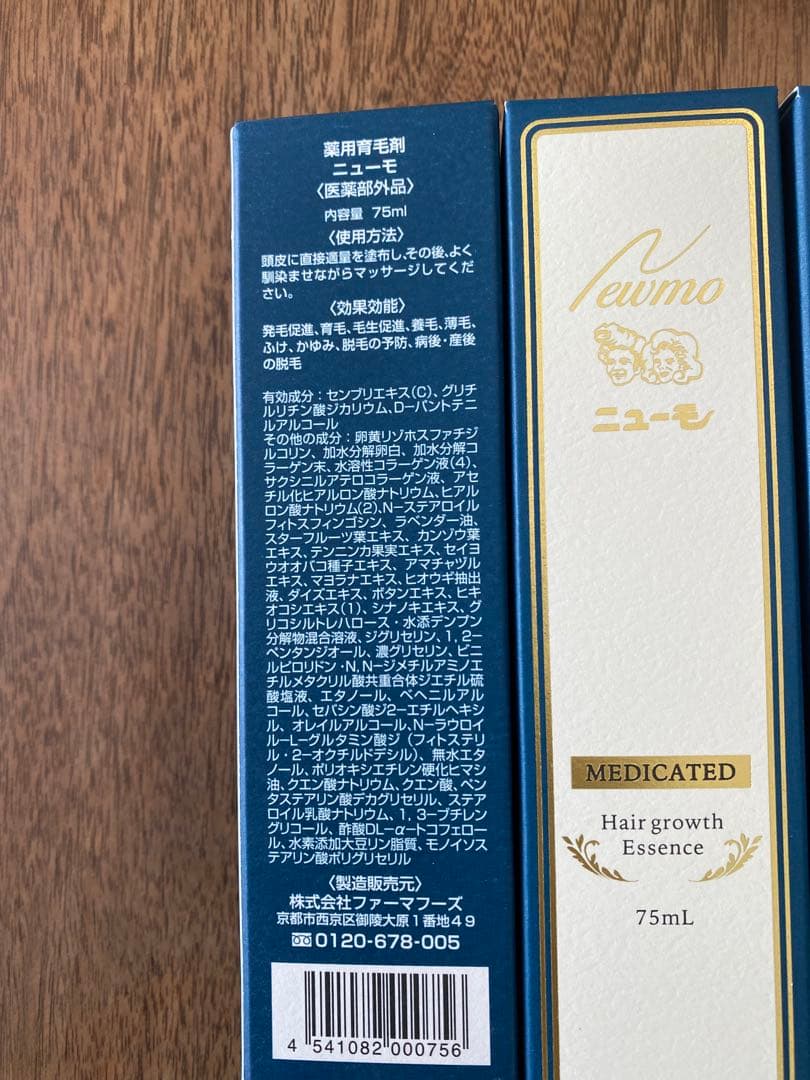 薬用育毛剤
ニューモ
〈医薬部外品〉
内容量 75ml
〈使用方法〉
頭皮に直接適量を塗布し、その後、よく
馴染ませながらマッサージしてくだ
さい。
〈効果効能〉
発毛促進、育毛、毛生促進、養毛、薄毛、
ふけ、かゆみ、脱毛の予防、病後・産後
の脱毛
有効成分：センブリエキス(C)、グリチ
ルリチン酸ジカリウム、D-パントテニ
ルアルコール
その他の成分：卵黄リゾホスファチジ
ルコリン、加水分解卵白、加水分解コ
ラーゲン末、水溶性コラーゲン液(4)、
サクシニルアテロコラーゲン液、アセ
チル化ヒアルロン酸ナトリウム、ヒアル
ロン酸ナトリウム(2)、N-ステアロイル
フィトスフィンゴシン、ラベンダー油、
スターフルーツ葉エキス、カンゾウ葉
エキス、テンニンカ果実エキス、セイヨ
ウオオバコ種子エキス、アマチャヅル
エキス、マヨラナエキス、ヒオウギ抽出
液、ダイズエキス、ボタンエキス、ヒキ
オコシエキス(1)、シナノキエキス、グ
リコシルトレハロース・水添デンプン
分解物混合溶液、ジグリセリン、1, 2-
ペンタンジオール、濃グリセリン、ビニ
ルピロリドン・N,N-ジメチルアミノエ
チルメタクリル酸共重合体ジエチル硫
酸塩液、エタノール、ベヘニルアル
コール、セバシン酸ジ2-エチルヘキシ
ル、オレイルアルコール、N-ラウロイ
ル-L-グルタミン酸ジ（フィトステリ
ル・2-オクチルドデシル）、無水エタ
ノール、ポリオキシエチレン硬化ヒマシ
油、クエン酸ナトリウム、クエン酸、ペン
タステアリン酸デカグリセリル、ステア
ロイル乳酸ナトリウム、1, 3-ブチレン
グリコール、酢酸DL-α-トコフェロー
ル、水素添加大豆リン脂質、モノイソス
テアリン酸ポリグリセリル
〈製造販売元〉
株式会社ファーマフーズ
京都市西京区御陵大原1番地49
0120-678-005
4 541082 000756
Newmo
ニューモ
MEDICATED
Hair growth
Essence
75mL